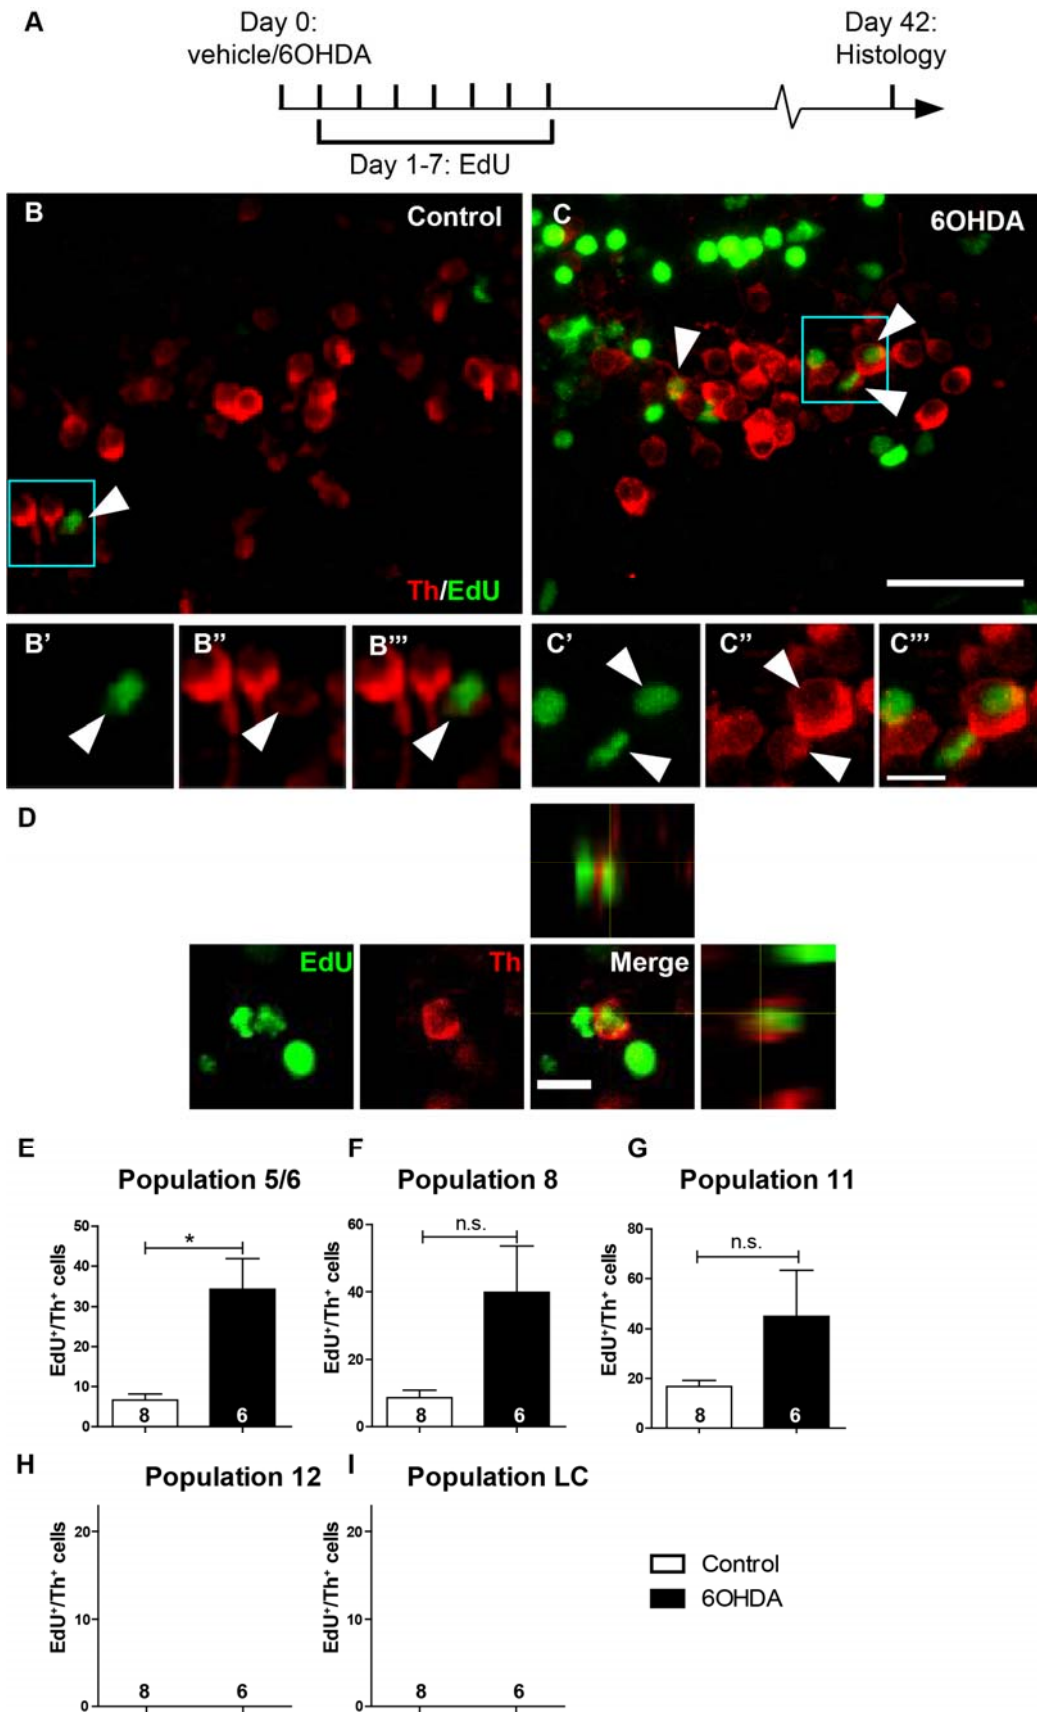 A
Day 0:
vehicle/6OHDA
Day 42:
Histology
Day 1-7: EdU
B
Control
Th/EdU
C
6OHDA
B'
B''
B'''
C'
C''
C'''
D
EdU
Th
Merge
E
Population 5/6
EdU⁺/Th⁺ cells
50
40
30
20
10
0
*
8
6
F
Population 8
EdU⁺/Th⁺ cells
60
40
20
0
n.s.
8
6
G
Population 11
EdU⁺/Th⁺ cells
80
60
40
20
0
n.s.
8
6
H
Population 12
EdU⁺/Th⁺ cells
20
10
0
8
6
I
Population LC
EdU⁺/Th⁺ cells
20
10
0
8
6
Control
6OHDA